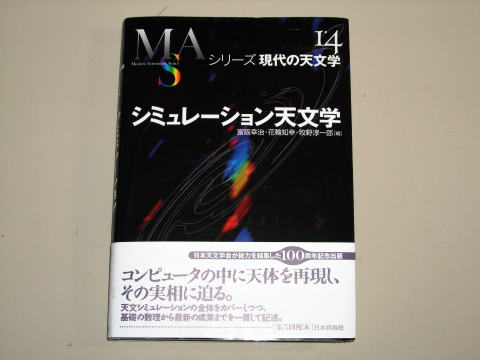 MAS
Modern Astronomy Series
シリーズ 現代の天文学
14
シミュレーション天文学
富阪幸治・花輪知幸・牧野淳一郎[編]
日本天文学会が総力を結集した100周年記念出版
コンピュータの中に天体を再現し、
その実相に迫る。
天文シミュレーションの全体をカバーしつつ、
基礎の数理から最新の成果までを一貫して記述。
[第5回配本]日本評論社